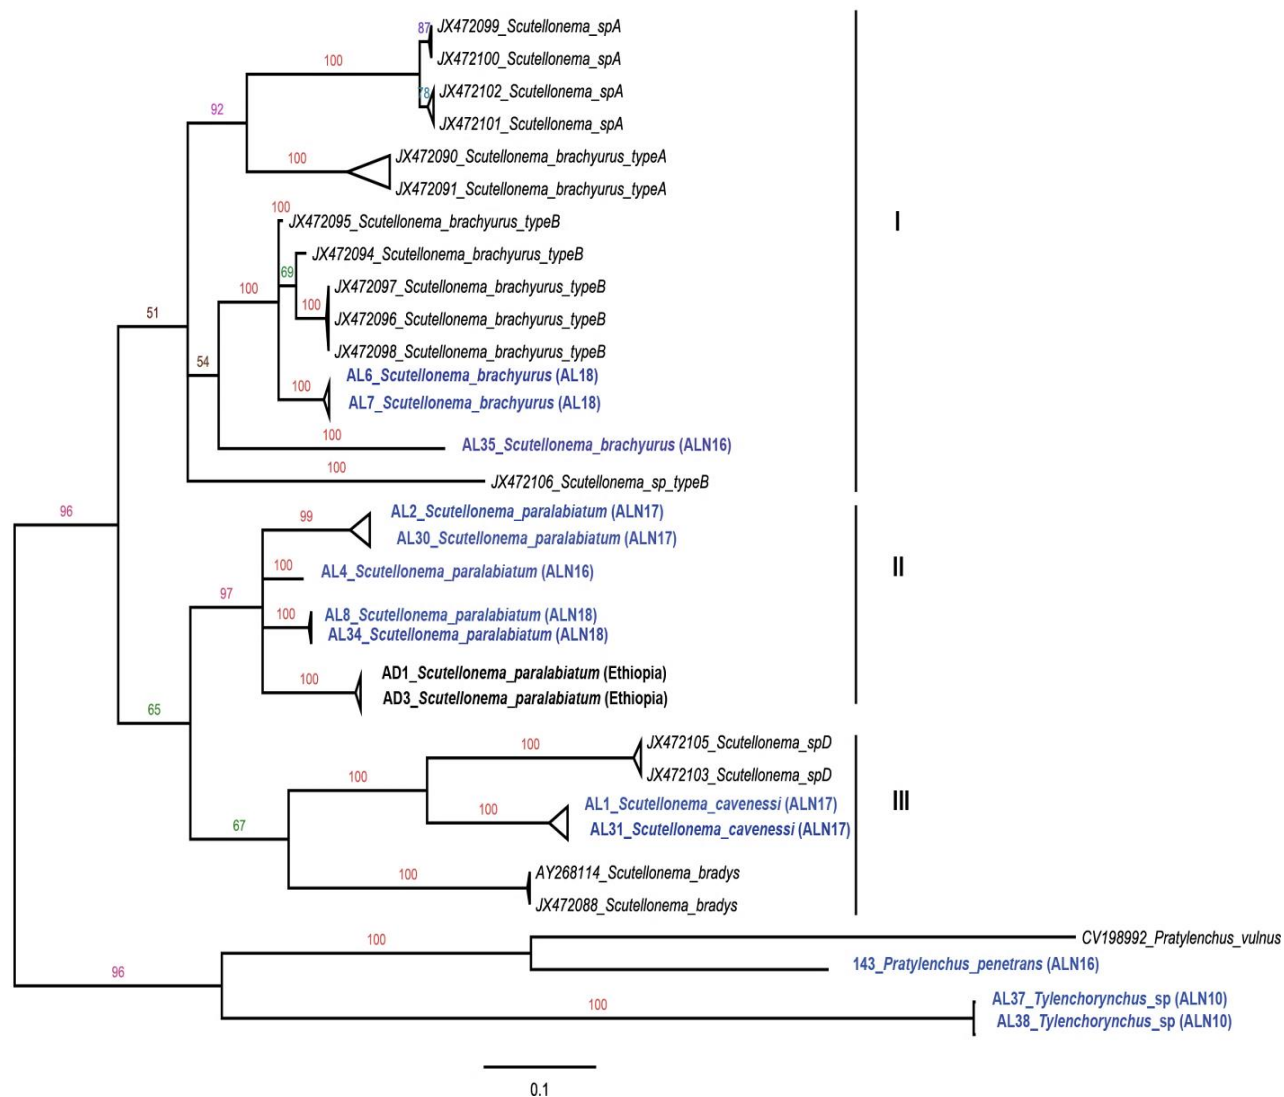 87
JX472099_Scutellonema_spA
JX472100_Scutellonema_spA
100
78
JX472102_Scutellonema_spA
JX472101_Scutellonema_spA
92
100
JX472090_Scutellonema_brachyurus_typeA
JX472091_Scutellonema_brachyurus_typeA
100
JX472095_Scutellonema_brachyurus_typeB
I
JX472094_Scutellonema_brachyurus_typeB
69
100
JX472097_Scutellonema_brachyurus_typeB
100
JX472096_Scutellonema_brachyurus_typeB
51
JX472098_Scutellonema_brachyurus_typeB
54
AL6_Scutellonema_brachyurus (AL18)
100
AL7_Scutellonema_brachyurus (AL18)
100
AL35_Scutellonema_brachyurus (ALN16)
100
JX472106_Scutellonema_sp_typeB
96
99
AL2_Scutellonema_paralabiatum (ALN17)
AL30_Scutellonema_paralabiatum (ALN17)
100
AL4_Scutellonema_paralabiatum (ALN16)
II
97
100
AL8_Scutellonema_paralabiatum (ALN18)
AL34_Scutellonema_paralabiatum (ALN18)
100
AD1_Scutellonema_paralabiatum (Ethiopia)
AD3_Scutellonema_paralabiatum (Ethiopia)
65
100
JX472105_Scutellonema_spD
JX472103_Scutellonema_spD
100
AL1_Scutellonema_cavenessi (ALN17)
III
100
AL31_Scutellonema_cavenessi (ALN17)
67
100
AY268114_Scutellonema_bradys
JX472088_Scutellonema_bradys
100
CV198992_Pratylenchus_vulnus
143_Pratylenchus_penetrans (ALN16)
96
100
AL37_Tylenchorynchus_sp (ALN10)
AL38_Tylenchorynchus_sp (ALN10)
0.1